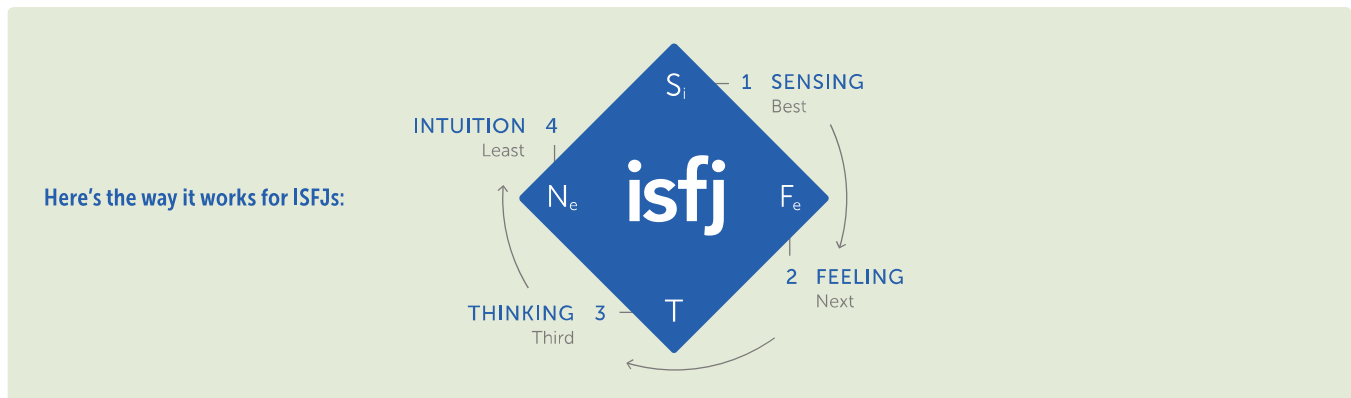 Here's the way it works for ISFJs:
Si
1 SENSING
Best
INTUITION 4
Least
Ne
isfj
Fe
2 FEELING
Next
THINKING 3
Third
T